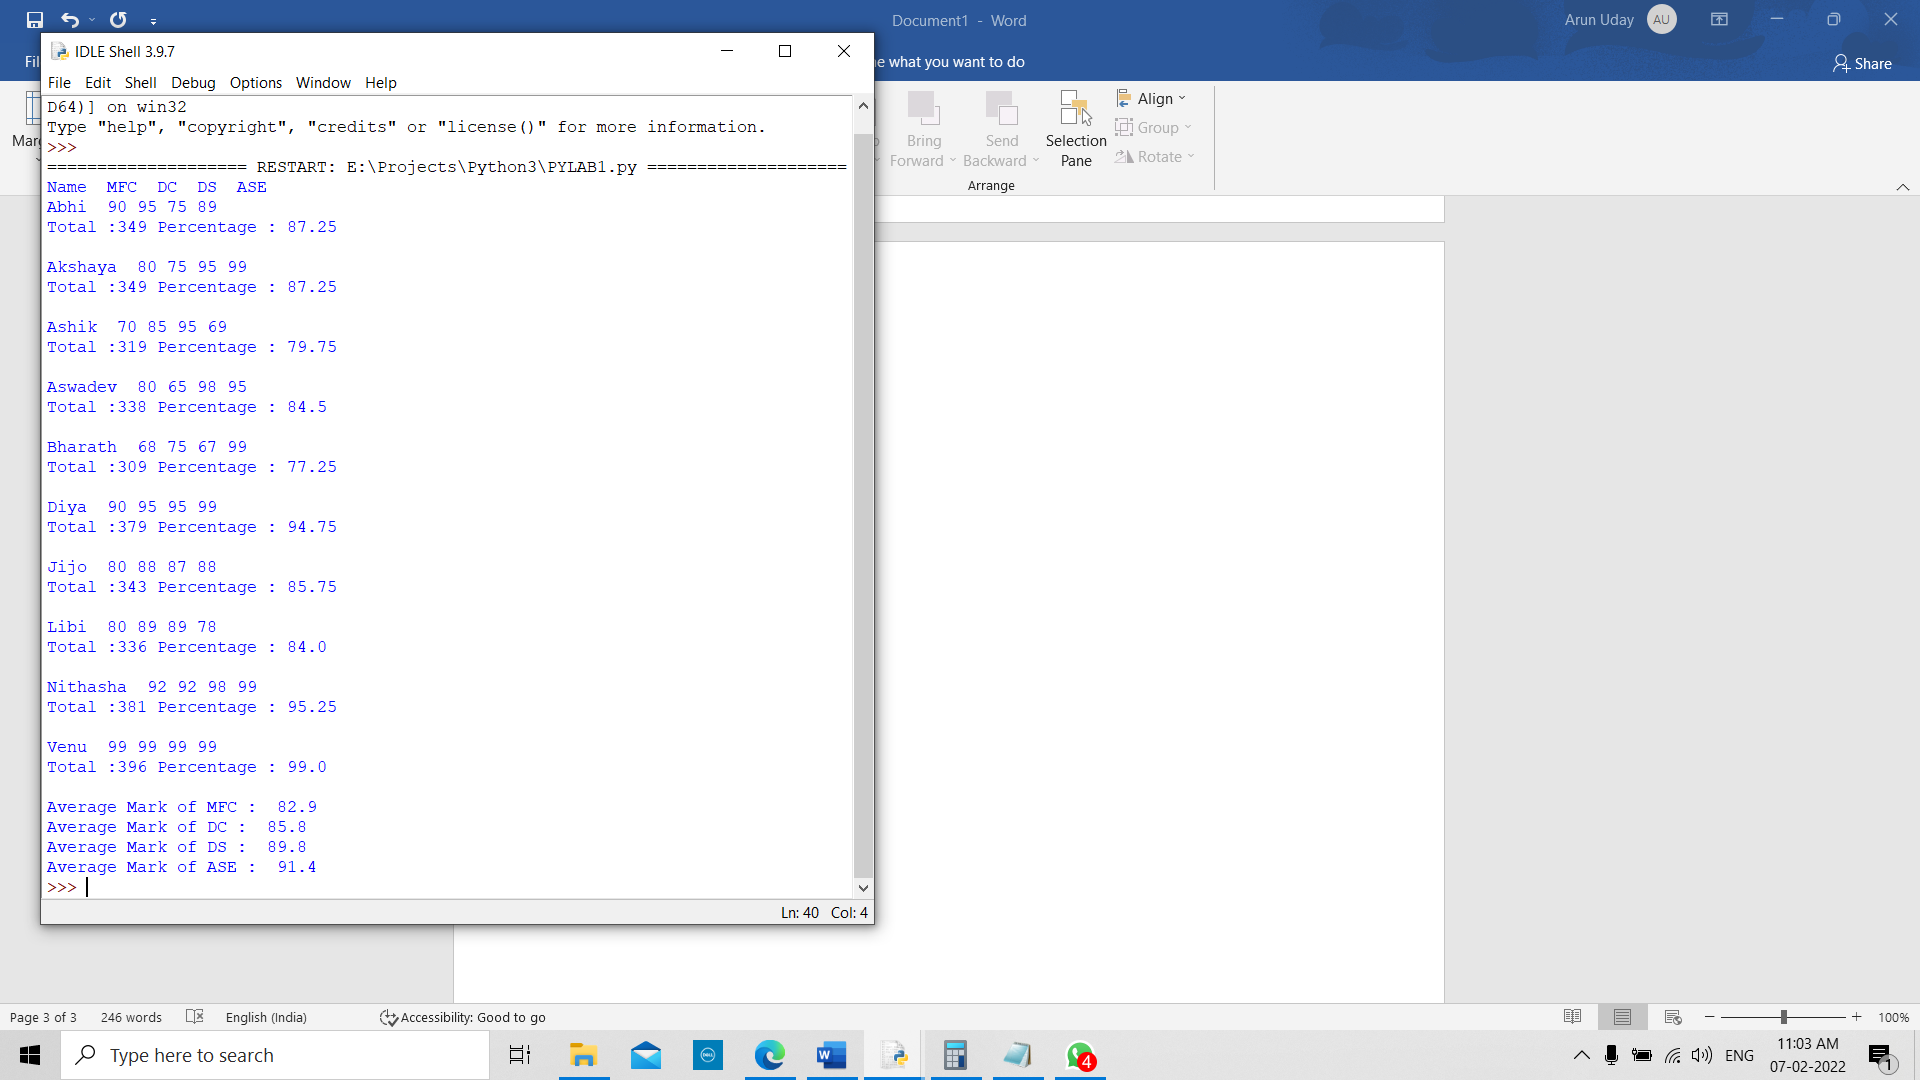 Document1 - Word
Arun Uday AU
IDLE Shell 3.9.7
e what you want to do
Share
File Edit Shell Debug Options Window Help
D64)] on win32
Type "help", "copyright", "credits" or "license()" for more information.
>>>
==================== RESTART: E:\Projects\Python3\PYLAB1.py ====================
Name  MFC  DC  DS  ASE
Abhi  90 95 75 89
Total :349 Percentage : 87.25
Akshaya  80 75 95 99
Total :349 Percentage : 87.25
Ashik  70 85 95 69
Total :319 Percentage : 79.75
Aswadev  80 65 98 95
Total :338 Percentage : 84.5
Bharath  68 75 67 99
Total :309 Percentage : 77.25
Diya  90 95 95 99
Total :379 Percentage : 94.75
Jijo  80 88 87 88
Total :343 Percentage : 85.75
Libi  80 89 89 78
Total :336 Percentage : 84.0
Nithasha  92 92 98 99
Total :381 Percentage : 95.25
Venu  99 99 99 99
Total :396 Percentage : 99.0
Average Mark of MFC :  82.9
Average Mark of DC :  85.8
Average Mark of DS :  89.8
Average Mark of ASE :  91.4
>>>
Ln: 40 Col: 4
Bring Forward
Send Backward
Selection Pane
Align
Group
Rotate
Arrange
Page 3 of 3 246 words English (India) Accessibility: Good to go 100%
Type here to search
4
ENG
11:03 AM
07-02-2022
1